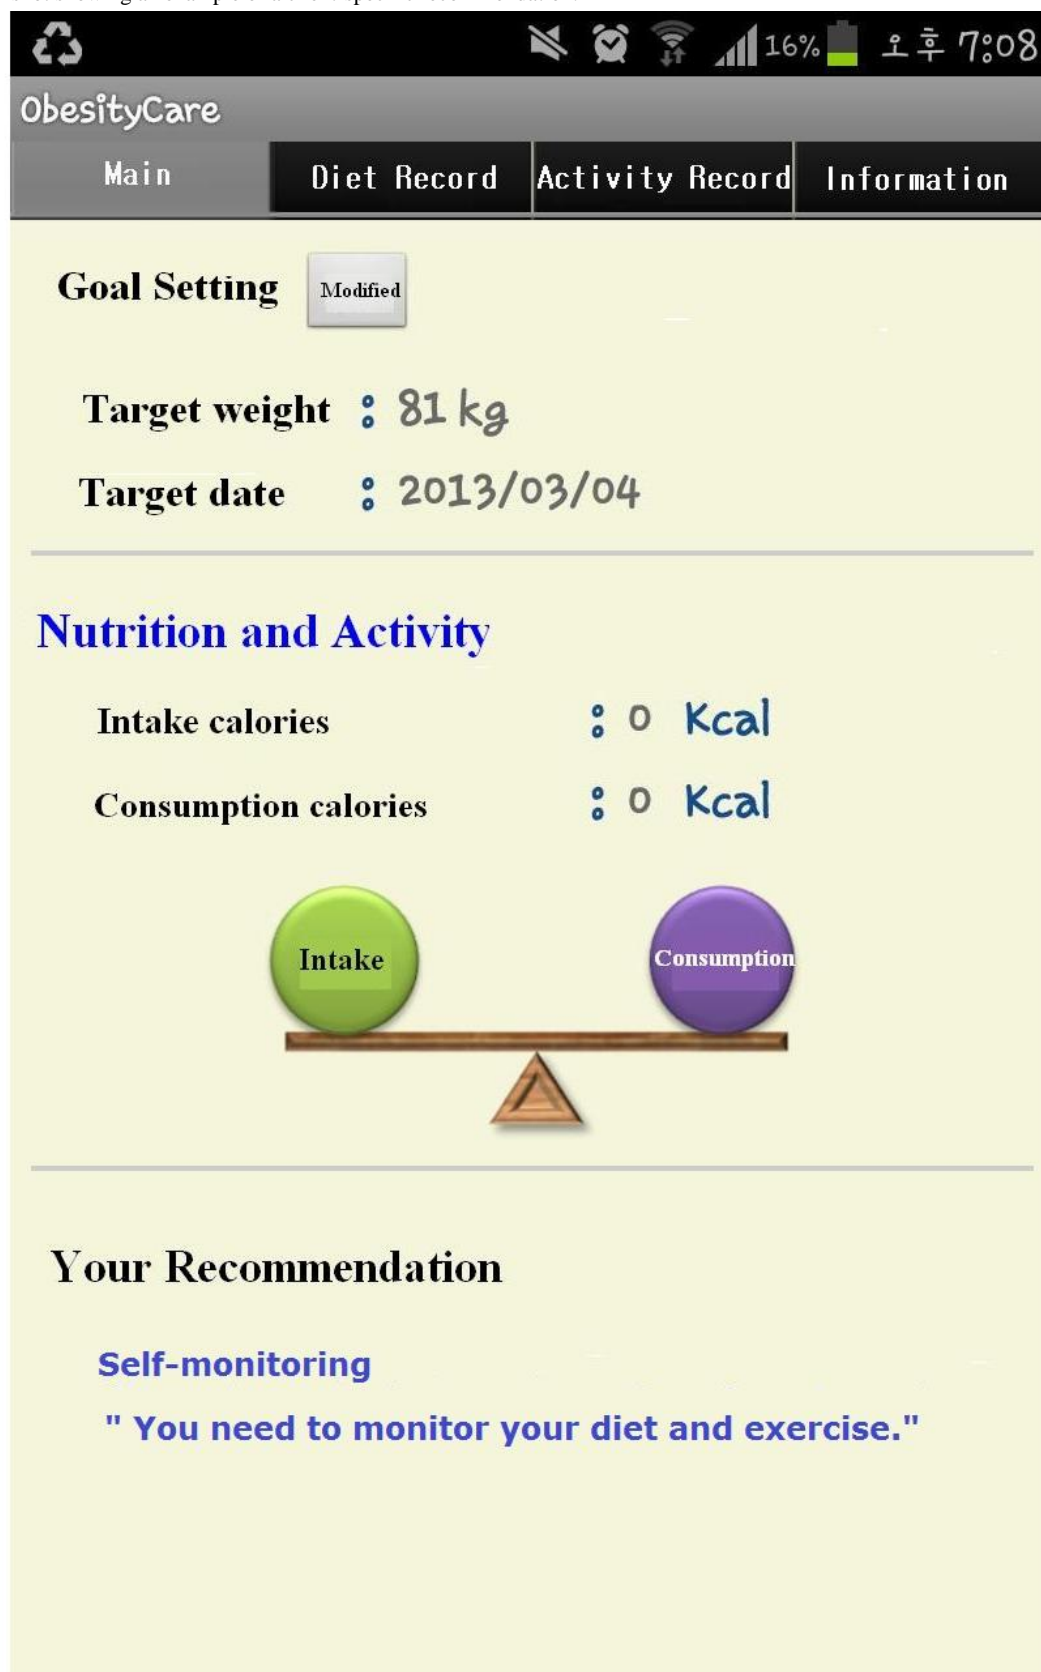 16% 오후 7:08
ObesityCare
Main Diet Record Activity Record Information
Goal Setting Modified
Target weight : 81 kg
Target date : 2013/03/04
Nutrition and Activity
Intake calories : 0 Kcal
Consumption calories : 0 Kcal
Intake Consumption
Your Recommendation
Self-monitoring
" You need to monitor your diet and exercise."